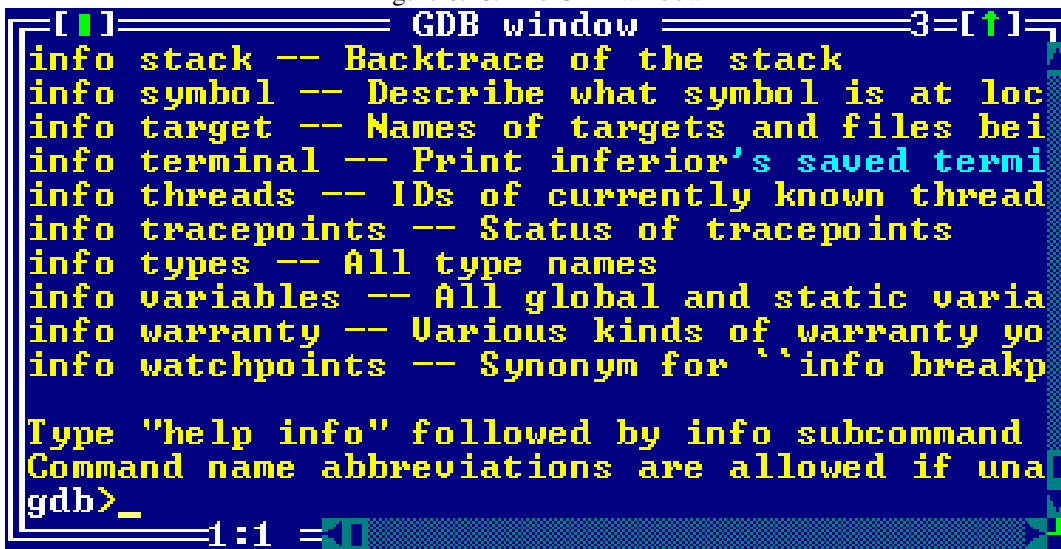 [▮] GDB window 3=[↑]
info stack -- Backtrace of the stack
info symbol -- Describe what symbol is at loc
info target -- Names of targets and files bei
info terminal -- Print inferior's saved termi
info threads -- IDs of currently known thread
info tracepoints -- Status of tracepoints
info types -- All type names
info variables -- All global and static varia
info warranty -- Various kinds of warranty yo
info watchpoints -- Synonym for ``info breakp
Type "help info" followed by info subcommand
Command name abbreviations are allowed if una
gdb>_
1:1